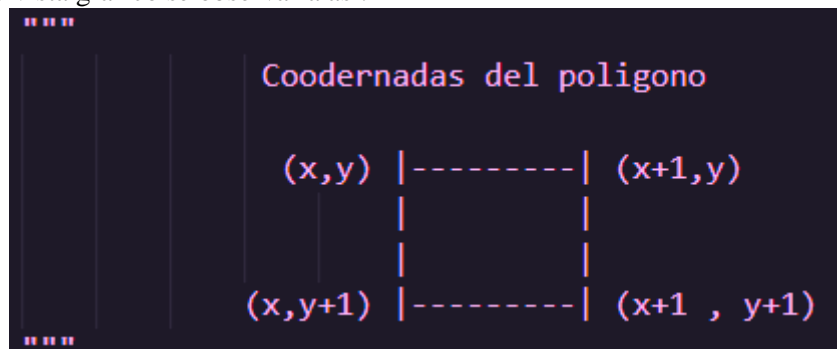 """
Coodernadas del poligono
(x,y) |---------| (x+1,y)
| |
| |
(x,y+1) |---------| (x+1 , y+1)
"""